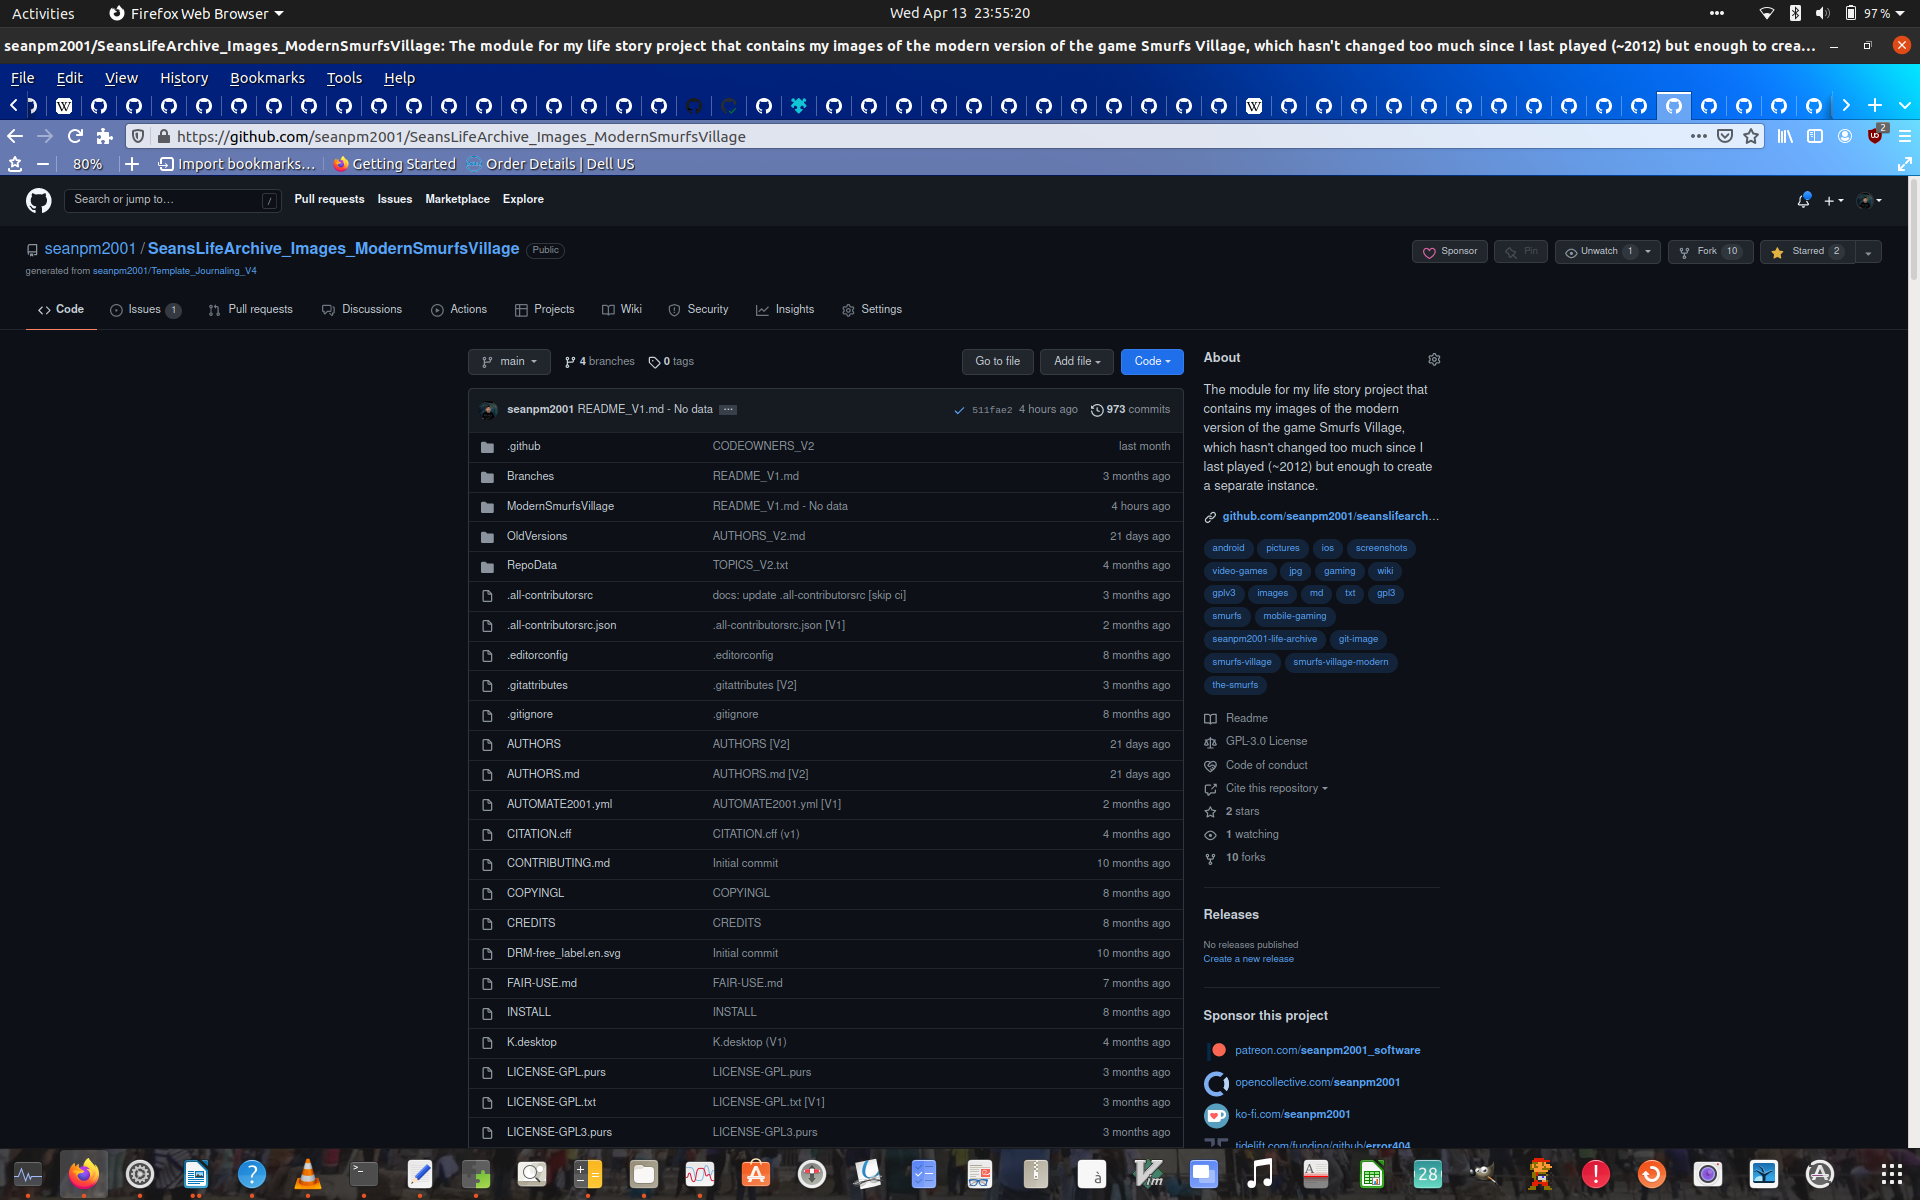 Activities
Firefox Web Browser
Wed Apr 13 23:55:20
97 %
seanpm2001/SeansLifeArchive_Images_ModernSmurfsVillage: The module for my life story project that contains my images of the modern version of the game Smurfs Village, which hasn't changed too much since I last played (~2012) but enough to crea...
File Edit View History Bookmarks Tools Help
https://github.com/seanpm2001/SeansLifeArchive_Images_ModernSmurfsVillage
2
80%
Import bookmarks...
Getting Started
Order Details | Dell US
Search or jump to...
/
Pull requests Issues Marketplace Explore
seanpm2001 / SeansLifeArchive_Images_ModernSmurfsVillage Public
generated from seanpm2001/Template_Journaling_V4
Sponsor
Pin
Unwatch 1
Fork 10
Starred 2
Code
Issues 1
Pull requests
Discussions
Actions
Projects
Wiki
Security
Insights
Settings
main
4 branches
0 tags
Go to file
Add file
Code
seanpm2001 README_V1.md - No data ... 511fae2 4 hours ago 973 commits
.github CODEOWNERS_V2 last month
Branches README_V1.md 3 months ago
ModernSmurfsVillage README_V1.md - No data 4 hours ago
OldVersions AUTHORS_V2.md 21 days ago
RepoData TOPICS_V2.txt 4 months ago
.all-contributorsrc docs: update .all-contributorsrc [skip ci] 3 months ago
.all-contributorsrc.json .all-contributorsrc.json [V1] 2 months ago
.editorconfig .editorconfig 8 months ago
.gitattributes .gitattributes [V2] 3 months ago
.gitignore .gitignore 8 months ago
AUTHORS AUTHORS [V2] 21 days ago
AUTHORS.md AUTHORS.md [V2] 21 days ago
AUTOMATE2001.yml AUTOMATE2001.yml [V1] 2 months ago
CITATION.cff CITATION.cff (v1) 4 months ago
CONTRIBUTING.md Initial commit 10 months ago
COPYINGL COPYINGL 8 months ago
CREDITS CREDITS 8 months ago
DRM-free_label.en.svg Initial commit 10 months ago
FAIR-USE.md FAIR-USE.md 7 months ago
INSTALL INSTALL 8 months ago
K.desktop K.desktop (V1) 4 months ago
LICENSE-GPL.purs LICENSE-GPL.purs 3 months ago
LICENSE-GPL.txt LICENSE-GPL.txt [V1] 3 months ago
LICENSE-GPL3.purs LICENSE-GPL3.purs 3 months ago
About
The module for my life story project that
contains my images of the modern
version of the game Smurfs Village,
which hasn't changed too much since I
last played (~2012) but enough to create
a separate instance.
github.com/seanpm2001/seanslifearch...
android pictures ios screenshots
video-games jpg gaming wiki
gplv3 images md txt gpl3
smurfs mobile-gaming
seanpm2001-life-archive git-image
smurfs-village smurfs-village-modern
the-smurfs
Readme
GPL-3.0 License
Code of conduct
Cite this repository
2 stars
1 watching
10 forks
Releases
No releases published
Create a new release
Sponsor this project
patreon.com/seanpm2001_software
opencollective.com/seanpm2001
ko-fi.com/seanpm2001
tidelift.com/funding/github/error404
28